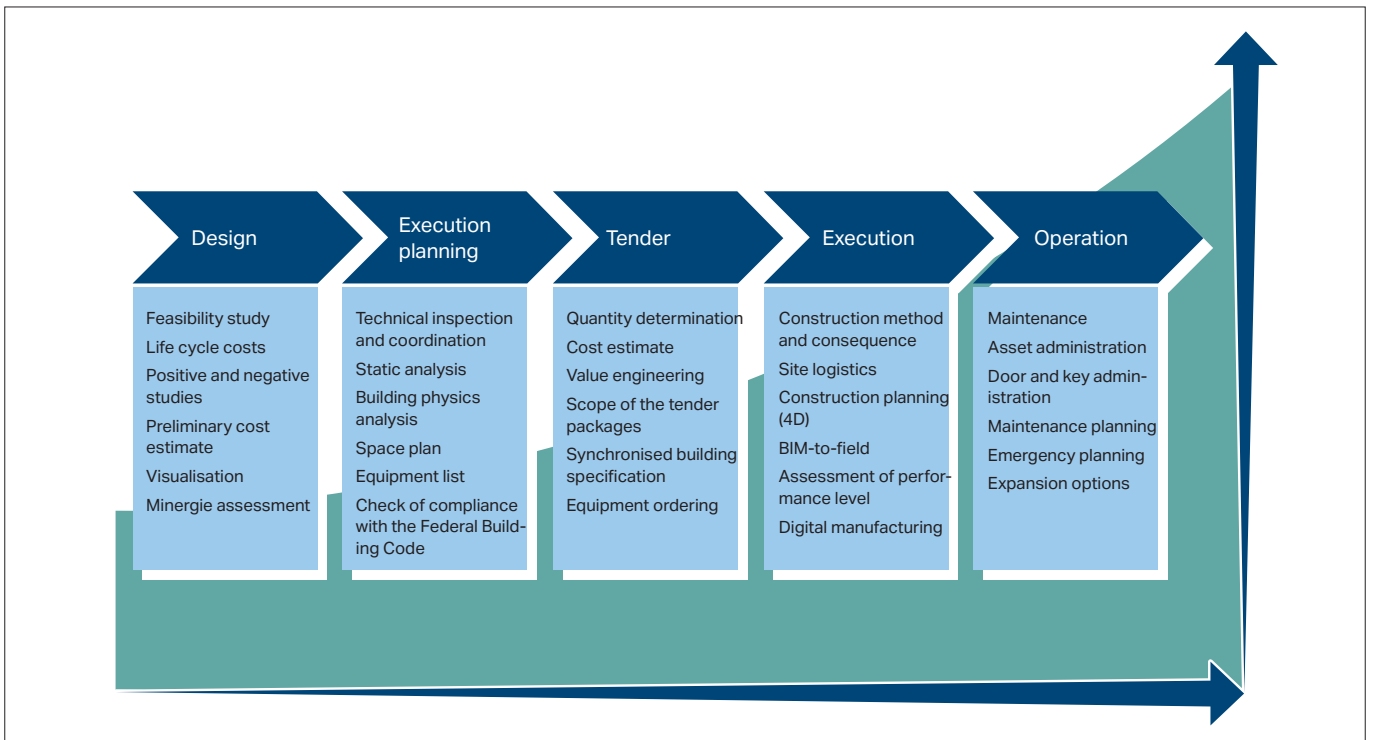 Design
Feasibility study
Life cycle costs
Positive and negative
studies
Preliminary cost
estimate
Visualisation
Minergie assessment
Execution
planning
Technical inspection
and coordination
Static analysis
Building physics
analysis
Space plan
Equipment list
Check of compliance
with the Federal Build-
ing Code
Tender
Quantity determination
Cost estimate
Value engineering
Scope of the tender
packages
Synchronised building
specification
Equipment ordering
Execution
Construction method
and consequence
Site logistics
Construction planning
(4D)
BIM-to-field
Assessment of perfor-
mance level
Digital manufacturing
Operation
Maintenance
Asset administration
Door and key admin-
istration
Maintenance planning
Emergency planning
Expansion options